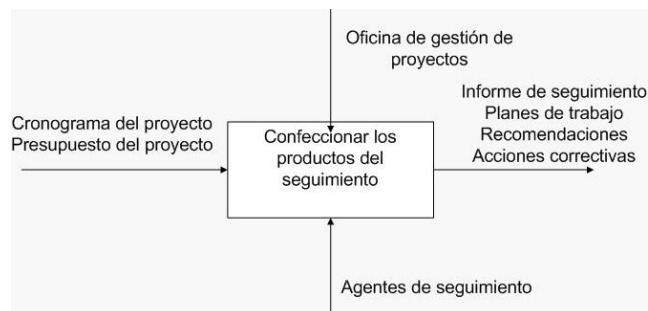 Oficina de gestión de
proyectos
Informe de seguimiento
Planes de trabajo
Recomendaciones
Acciones correctivas
Cronograma del proyecto
Presupuesto del proyecto
Confeccionar los
productos del
seguimiento
Agentes de seguimiento